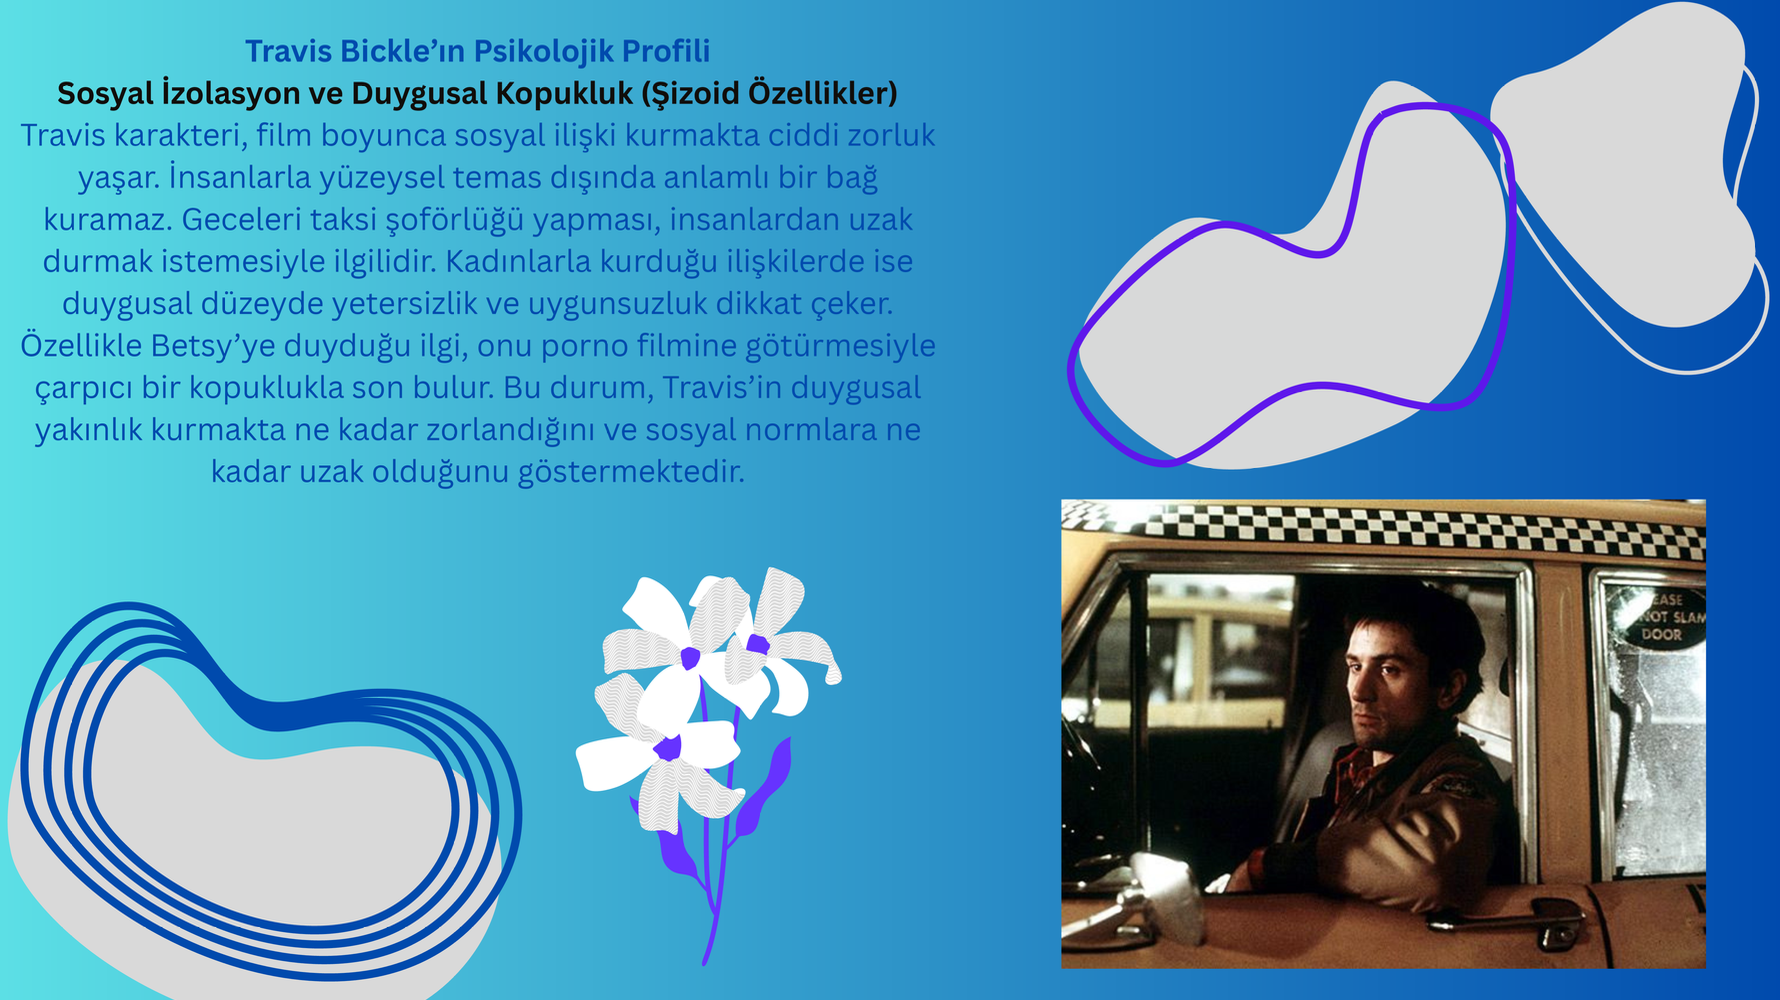 Travis Bickle’ın Psikolojik Profili
Sosyal İzolasyon ve Duygusal Kopukluk (Şizoid Özellikler)
Travis karakteri, film boyunca sosyal ilişki kurmakta ciddi zorluk
yaşar. İnsanlarla yüzeysel temas dışında anlamlı bir bağ
kuramaz. Geceleri taksi şoförlüğü yapması, insanlardan uzak
durmak istemesiyle ilgilidir. Kadınlarla kurduğu ilişkilerde ise
duygusal düzeyde yetersizlik ve uygunsuzluk dikkat çeker.
Özellikle Betsy’ye duyduğu ilgi, onu porno filmine götürmesiyle
çarpıcı bir kopuklukla son bulur. Bu durum, Travis’in duygusal
yakınlık kurmakta ne kadar zorlandığını ve sosyal normlara ne
kadar uzak olduğunu göstermektedir.
EASE
NOT SLAM
DOOR